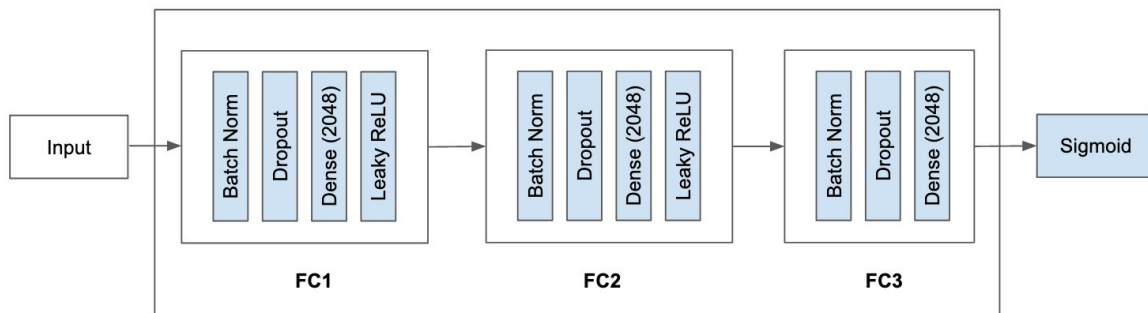 Input
Batch Norm
Dropout
Dense (2048)
Leaky ReLU
FC1
Batch Norm
Dropout
Dense (2048)
Leaky ReLU
FC2
Batch Norm
Dropout
Dense (2048)
FC3
Sigmoid